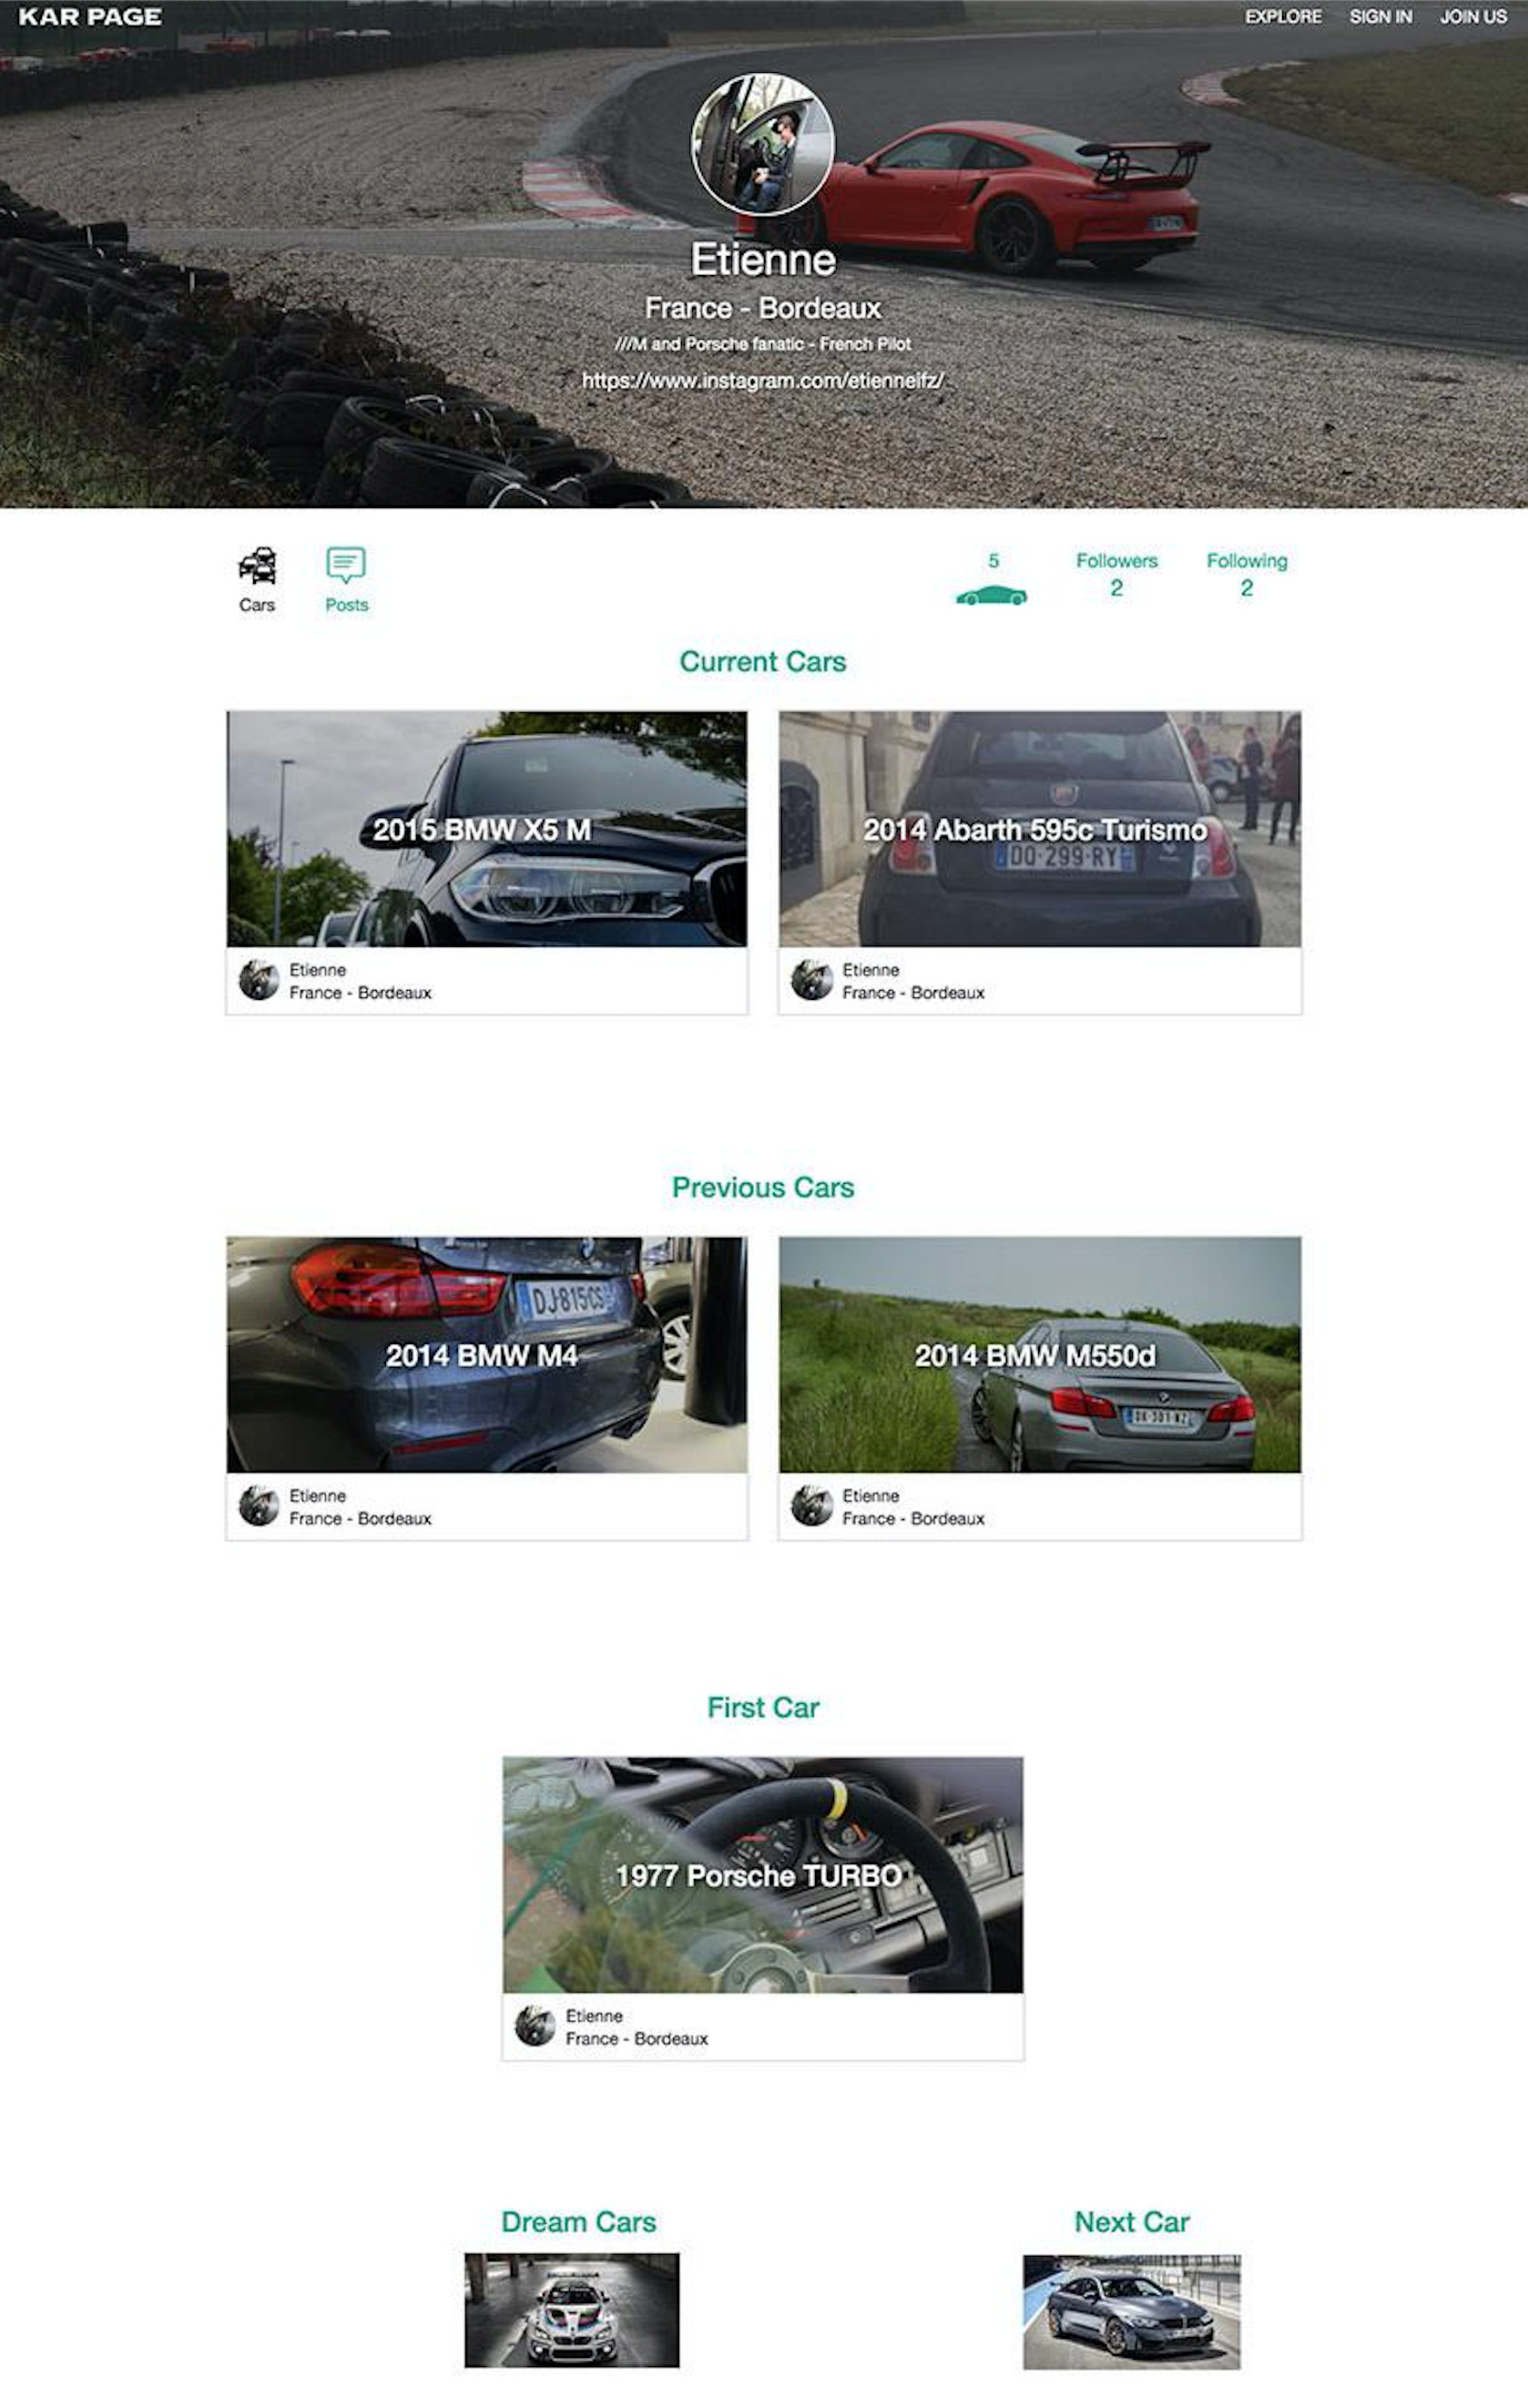 KAR PAGE
EXPLORE SIGN IN JOIN US
Etienne
France - Bordeaux
///M and Porsche fanatic - French Pilot
https://www.instagram.com/etienneifz/
Cars
Posts
5
Followers
2
Following
2
Current Cars
2015 BMW X5 M
Etienne
France - Bordeaux
2014 Abarth 595c Turismo
DQ-299-RY
Etienne
France - Bordeaux
Previous Cars
DJ815CS
2014 BMW M4
Etienne
France - Bordeaux
2014 BMW M550d
Etienne
France - Bordeaux
First Car
1977 Porsche TURBO
Etienne
France - Bordeaux
Dream Cars
Next Car